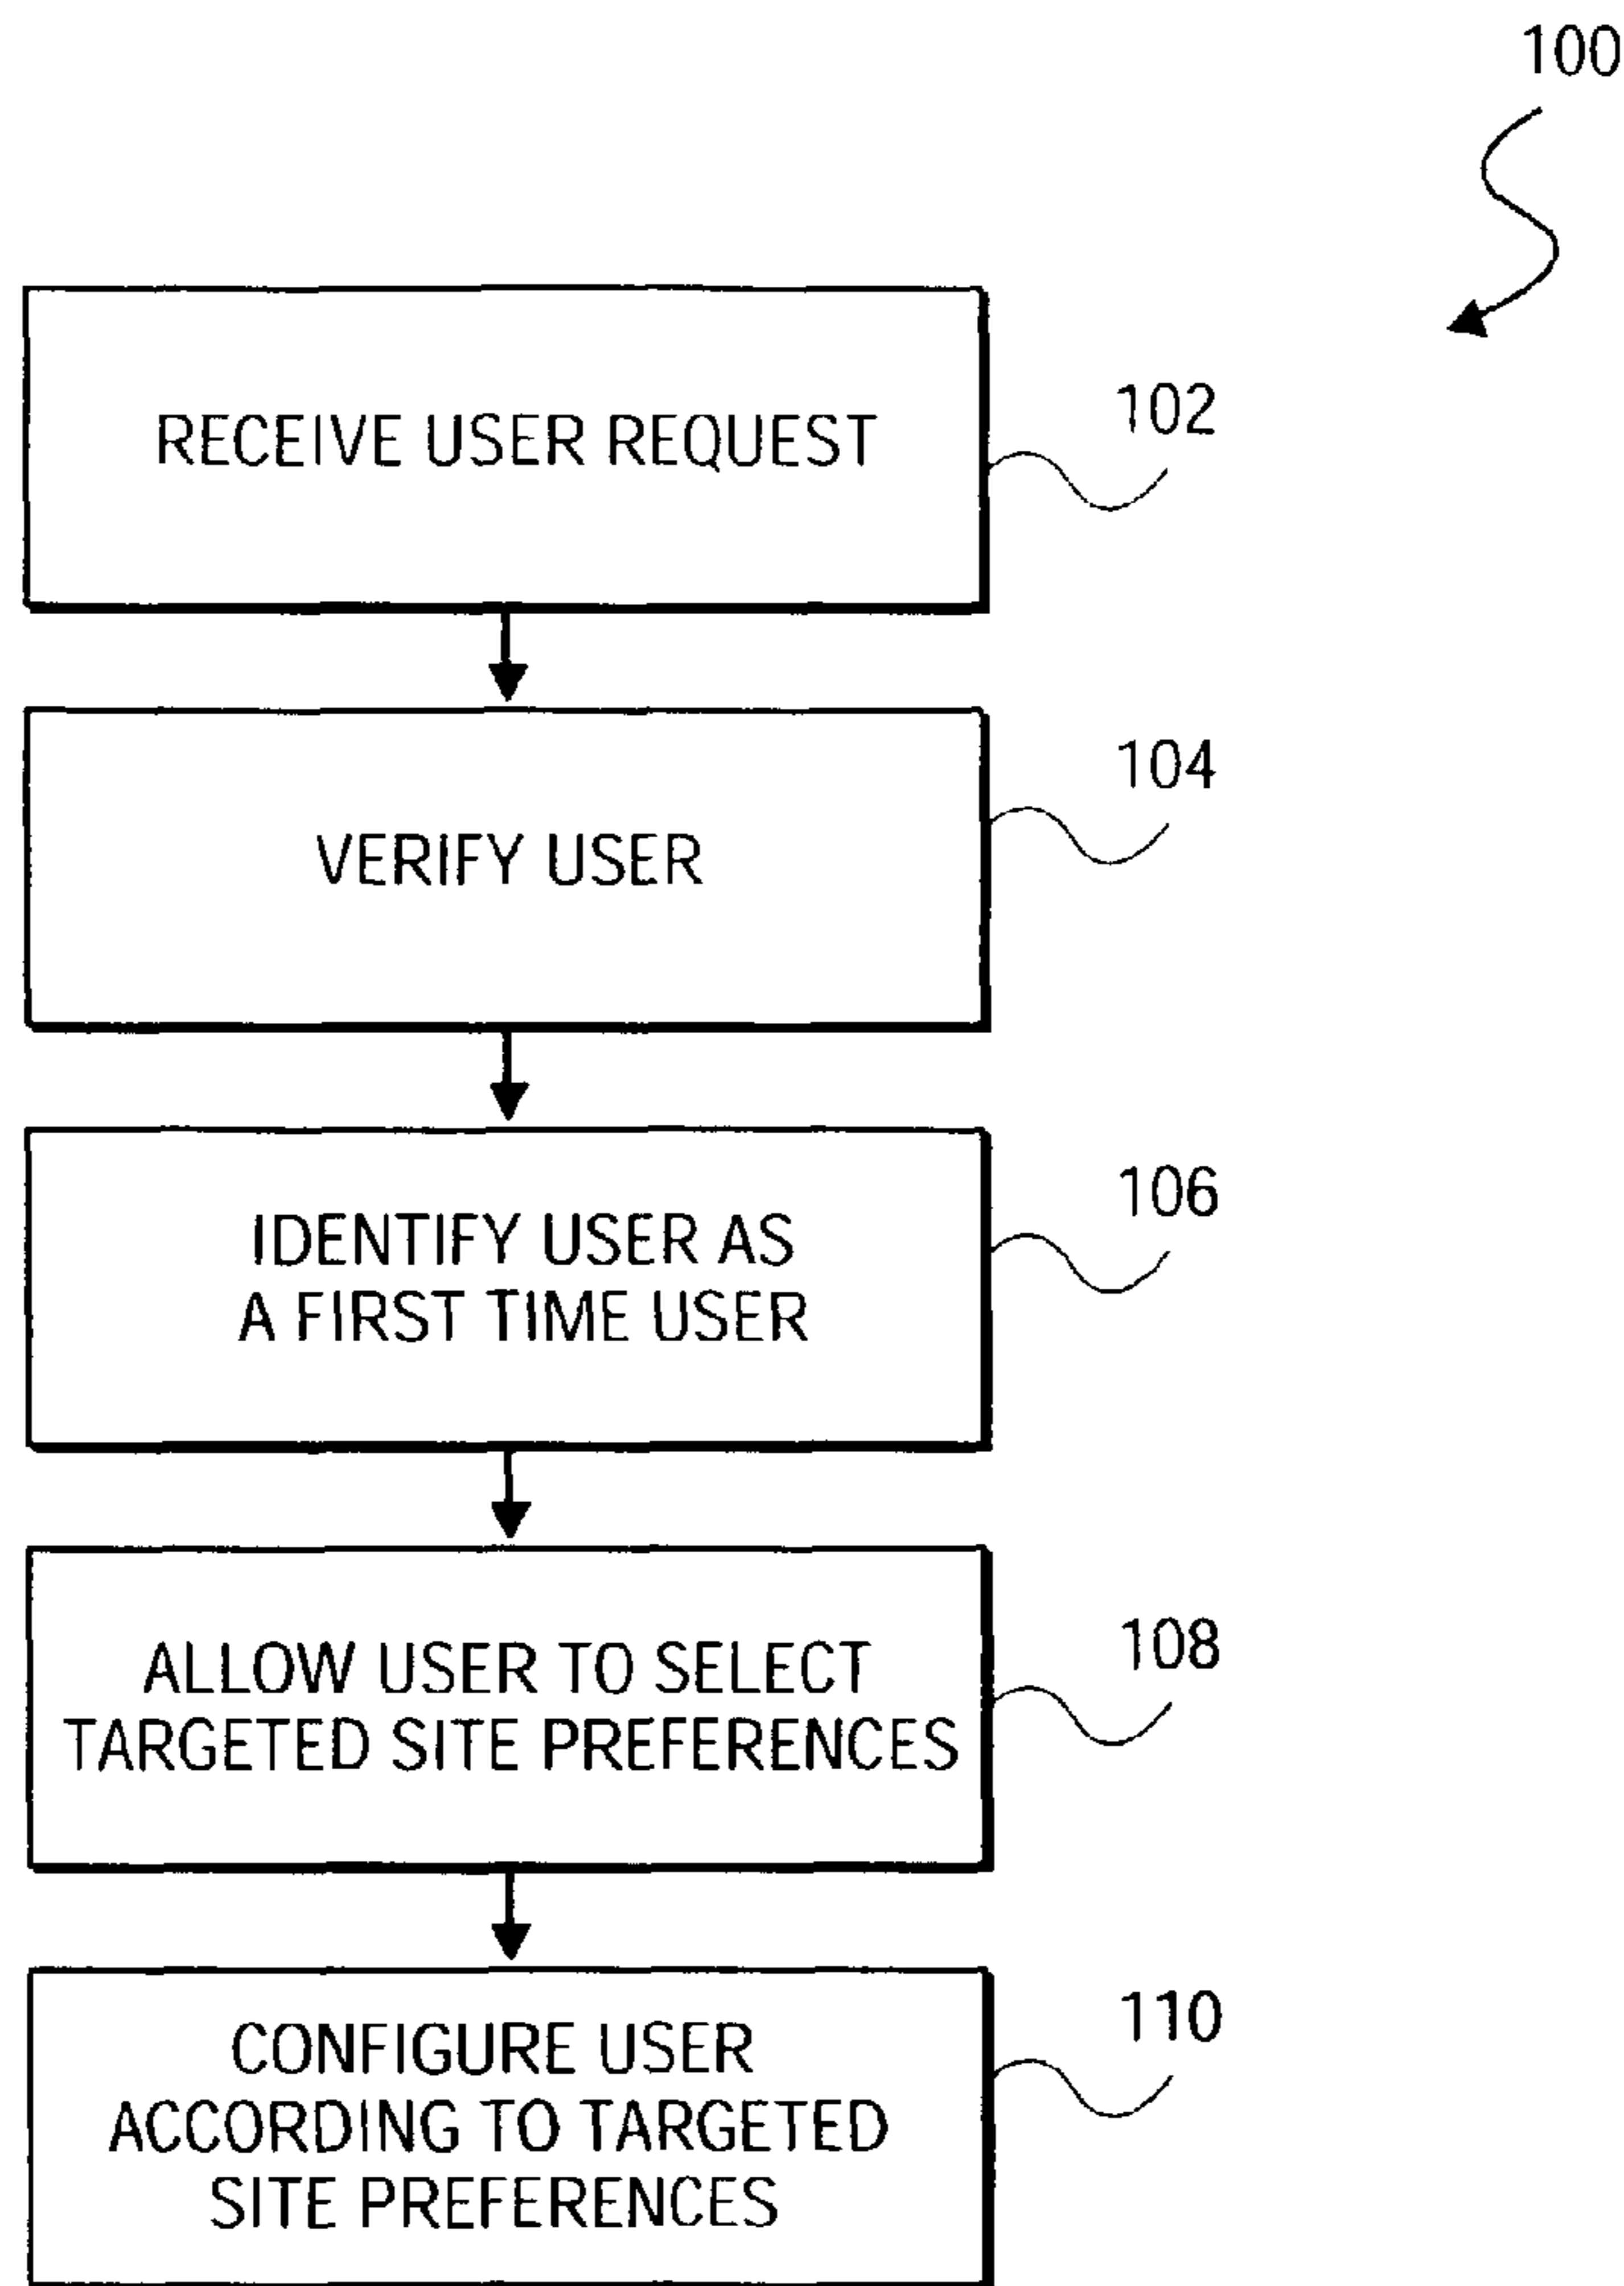 100
RECEIVE USER REQUEST
102
VERIFY USER
104
IDENTIFY USER AS
A FIRST TIME USER
106
ALLOW USER TO SELECT
TARGETED SITE PREFERENCES
108
CONFIGURE USER
ACCORDING TO TARGETED
SITE PREFERENCES
110